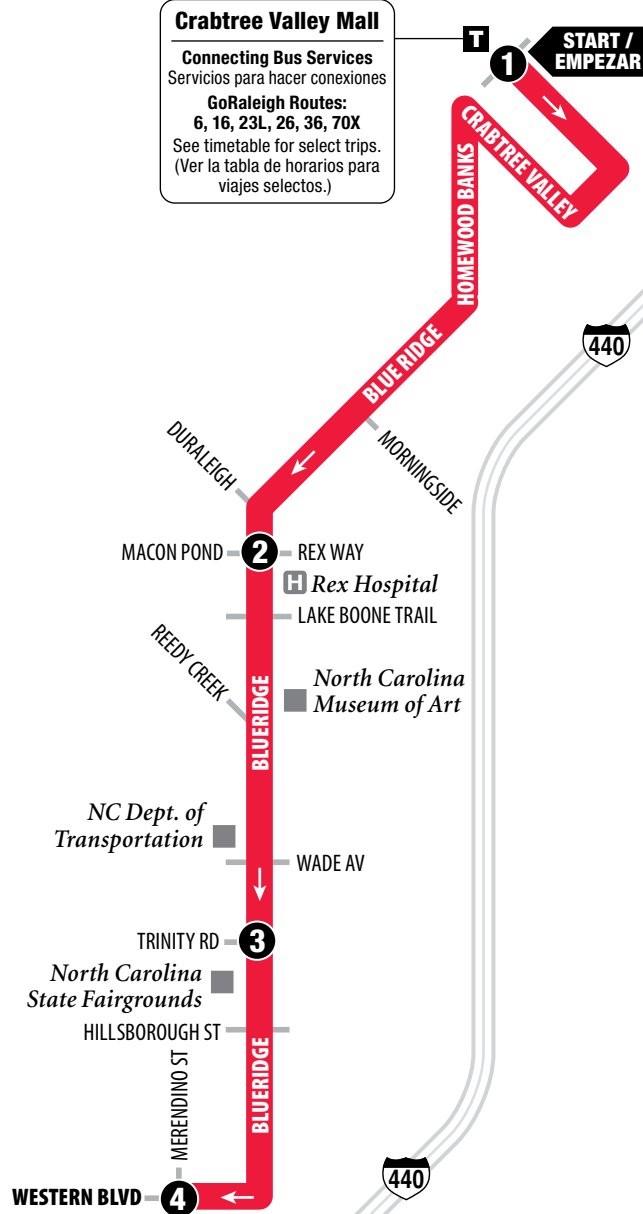 Crabtree Valley Mall
Connecting Bus Services
Servicios para hacer conexiones
GoRaleigh Routes:
6, 16, 23L, 26, 36, 70X
See timetable for select trips.
(Ver la tabla de horarios para
viajes selectos.)
T
1
START /
EMPEZAR
CRABTREE VALLEY
HOMEWOOD BANKS
BLUE RIDGE
440
MORNINGSIDE
DURALEIGH
MACON POND
2
REX WAY
H Rex Hospital
LAKE BOONE TRAIL
REEDY CREEK
BLUERIDGE
North Carolina
Museum of Art
NC Dept. of
Transportation
WADE AV
TRINITY RD
3
North Carolina
State Fairgrounds
HILLSBOROUGH ST
BLUERIDGE
MERENDINO ST
440
WESTERN BLVD
4